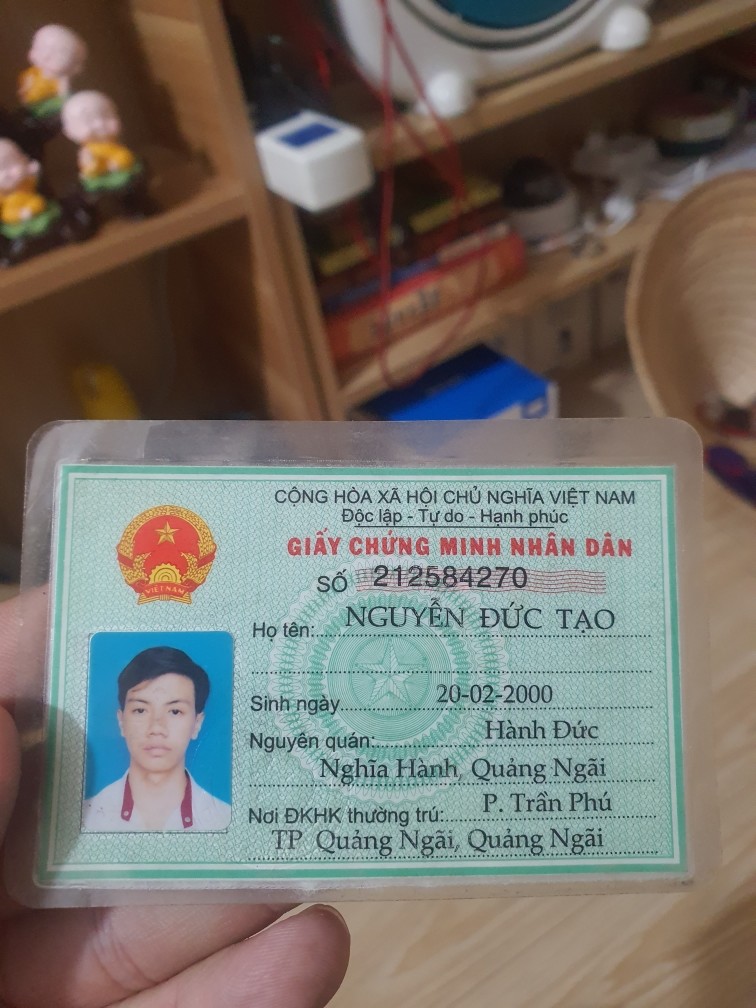 CỘNG HÒA XÃ HỘI CHỦ NGHĨA VIỆT NAM
Độc lập - Tự do - Hạnh phúc
GIẤY CHỨNG MINH NHÂN DÂN
VIỆT NAM
SỐ 212584270
Họ tên: NGUYỄN ĐỨC TẠO
Sinh ngày 20-02-2000
Nguyên quán: Hành Đức
Nghĩa Hành, Quảng Ngãi
Nơi ĐKHK thường trú: P. Trần Phú
TP Quảng Ngãi, Quảng Ngãi